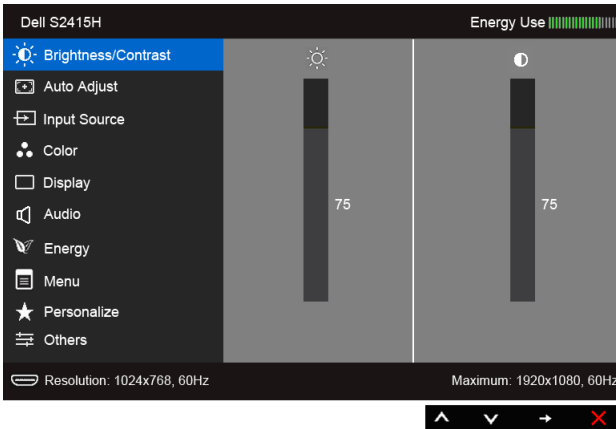 Dell S2415H
Energy Use
Brightness/Contrast
Auto Adjust
Input Source
Color
Display
Audio
Energy
Menu
Personalize
Others
75
75
Resolution: 1024x768, 60Hz
Maximum: 1920x1080, 60Hz